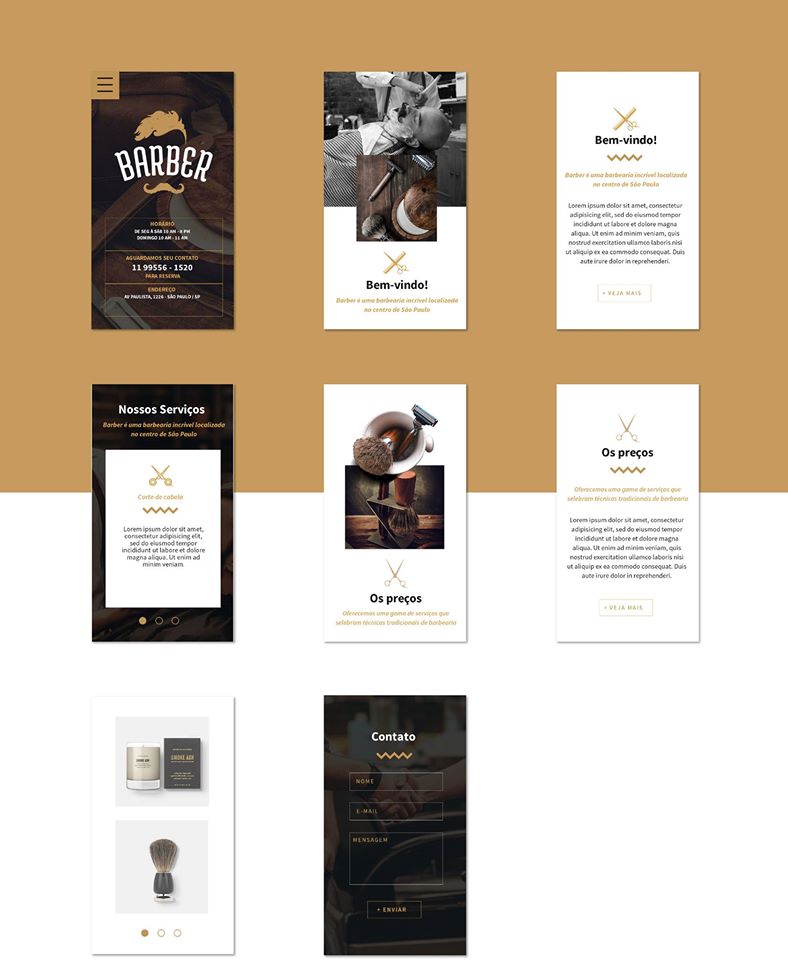 BARBER
HORÁRIO
DE SEG À SÁB 10 AM - 8 PM
DOMINGO 10 AM - 11 AM
AGUARDAMOS SEU CONTATO
11 99556 - 1520
PARA RESERVA
ENDEREÇO
AV PAULISTA, 1226 - SÃO PAULO / SP
Bem-vindo!
Barber é uma barbearia incrível localizada
no centro de São Paulo
Bem-vindo!
Barber é uma barbearia incrível localizada
no centro de São Paulo
Lorem ipsum dolor sit amet, consectetur
adipisicing elit, sed do eiusmod tempor
incididunt ut labore et dolore magna
aliqua. Ut enim ad minim veniam, quis
nostrud exercitation ullamco laboris nisi
ut aliquip ex ea commodo consequat. Duis
aute irure dolor in reprehenderi.
+ VEJA MAIS
Nossos Serviços
Barber é uma barbearia incrível localizada
no centro de São Paulo
Corte de cabelo
Lorem ipsum dolor sit amet,
consectetur adipisicing elit,
sed do eiusmod tempor
incididunt ut labore et dolore
magna aliqua. Ut enim ad
minim veniam.
Os preços
Oferecemos uma gama de serviços que
selebram técnicas tradicionais de barbearia
Os preços
Oferecemos uma gama de serviços que
selebram técnicas tradicionais de barbearia
Lorem ipsum dolor sit amet, consectetur
adipisicing elit, sed do eiusmod tempor
incididunt ut labore et dolore magna
aliqua. Ut enim ad minim veniam, quis
nostrud exercitation ullamco laboris nisi
ut aliquip ex ea commodo consequat. Duis
aute irure dolor in reprehenderi.
+ VEJA MAIS
SMOKE ASH
SMOKE ASH
Contato
NOME
E-MAIL
MENSAGEM
+ ENVIAR